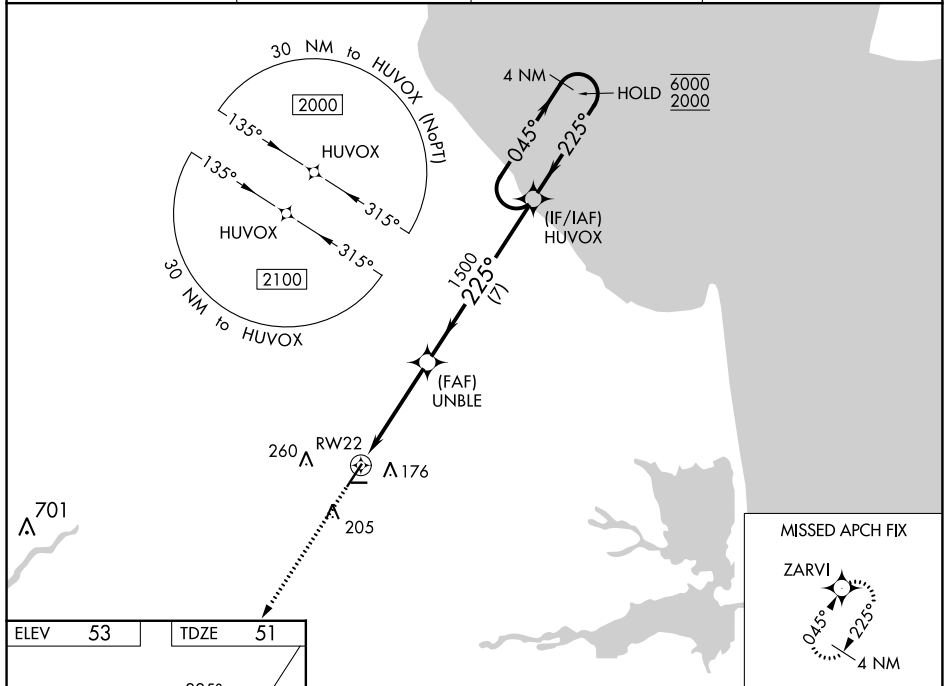 30 NM to HUVOX (NoPT)
2000
135°
HUVOX
315°
135°
HUVOX
315°
2100
30 NM to HUVOX
4 NM
HOLD
6000
2000
045°
225°
(IF/IAF)
HUVOX
1500
225°
(7)
(FAF)
UNBLE
260
RW22
176
205
701
MISSED APCH FIX
ZARVI
045°
225°
4 NM
ELEV 53
TDZE 51